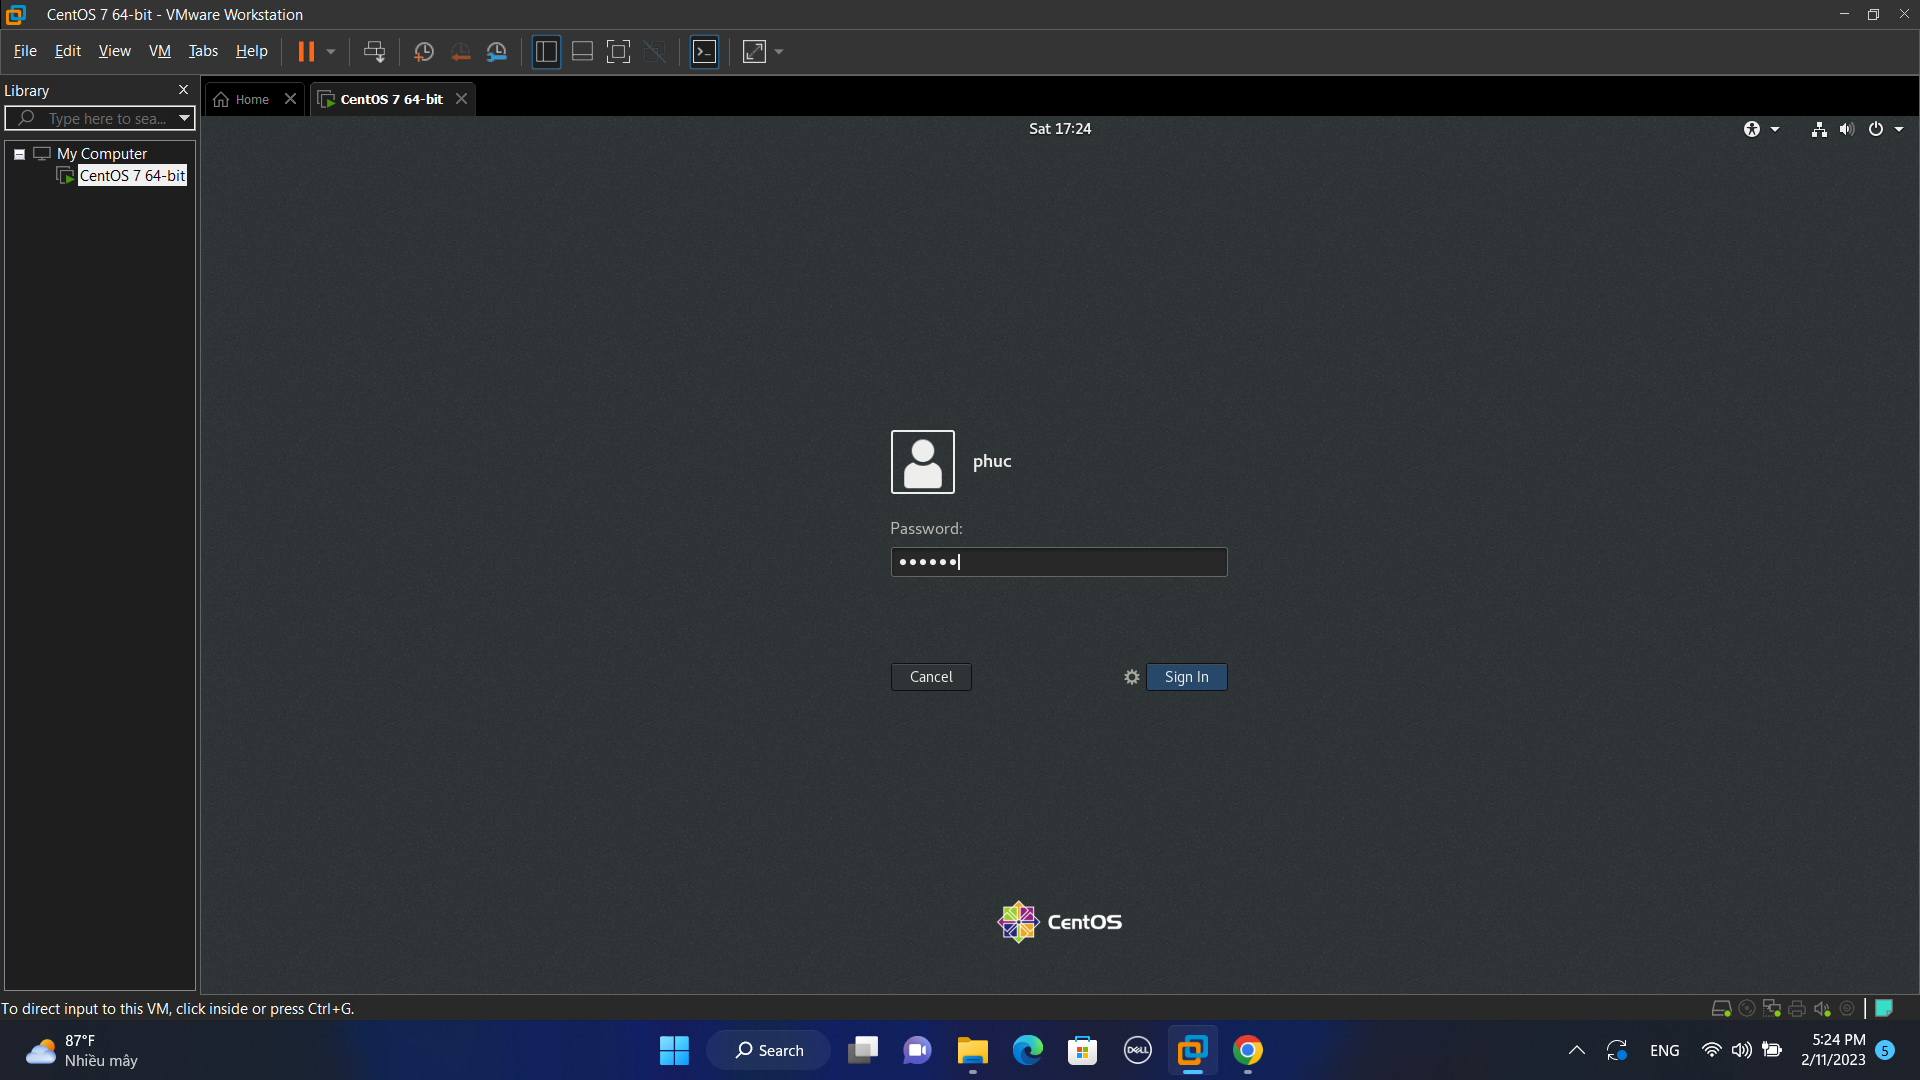 CentOS 7 64-bit - VMware Workstation
File Edit View VM Tabs Help
Library
Type here to sea...
My Computer
CentOS 7 64-bit
Home
CentOS 7 64-bit
Sat 17:24
phuc
Password:
Cancel
Sign In
CentOS
To direct input to this VM, click inside or press Ctrl+G.
87°F
Nhiều mây
Search
DELL
ENG
5:24 PM
2/11/2023
5